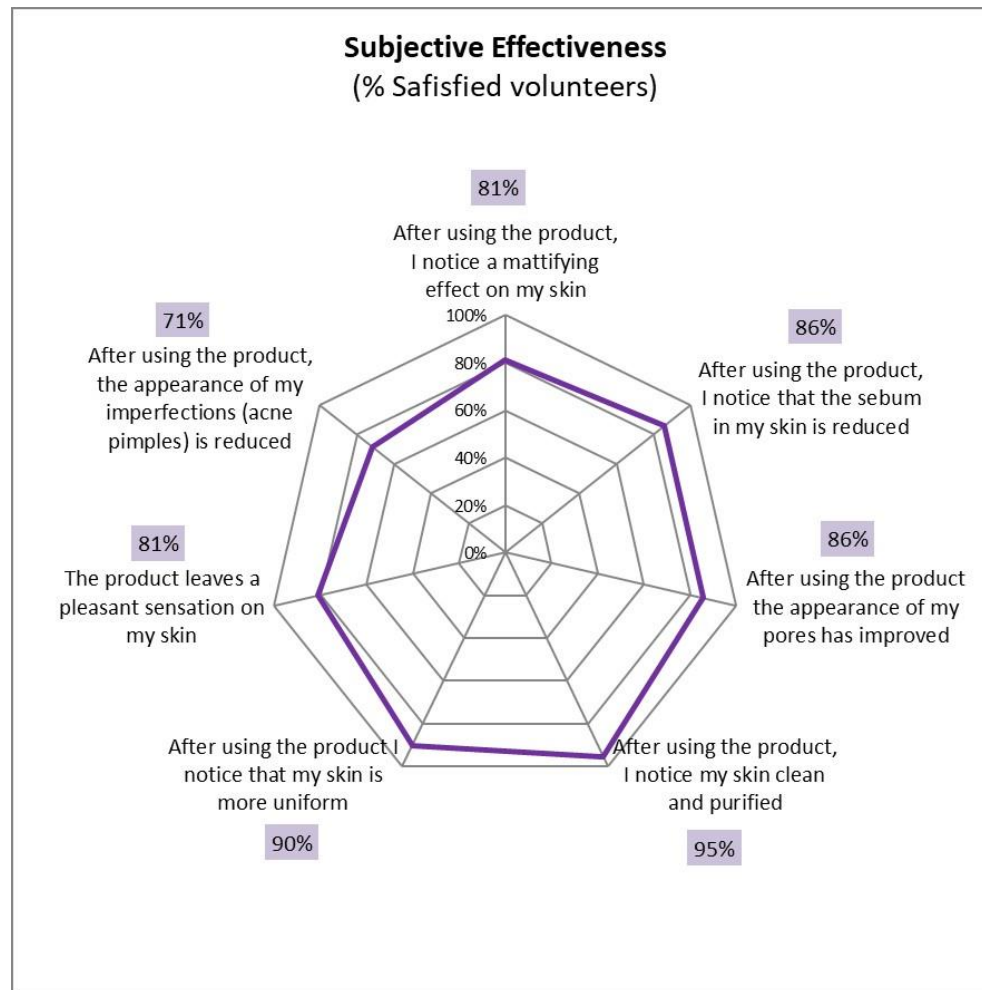 Subjective Effectiveness
(% Safisfied volunteers)
81%
After using the product,
I notice a mattifying
effect on my skin
86%
After using the product,
I notice that the sebum
in my skin is reduced
86%
After using the product
the appearance of my
pores has improved
95%
After using the product,
I notice my skin clean
and purified
90%
After using the product I
notice that my skin is
more uniform
81%
The product leaves a
pleasant sensation on
my skin
71%
After using the product,
the appearance of my
imperfections (acne
pimples) is reduced
100%
80%
60%
40%
20%
0%